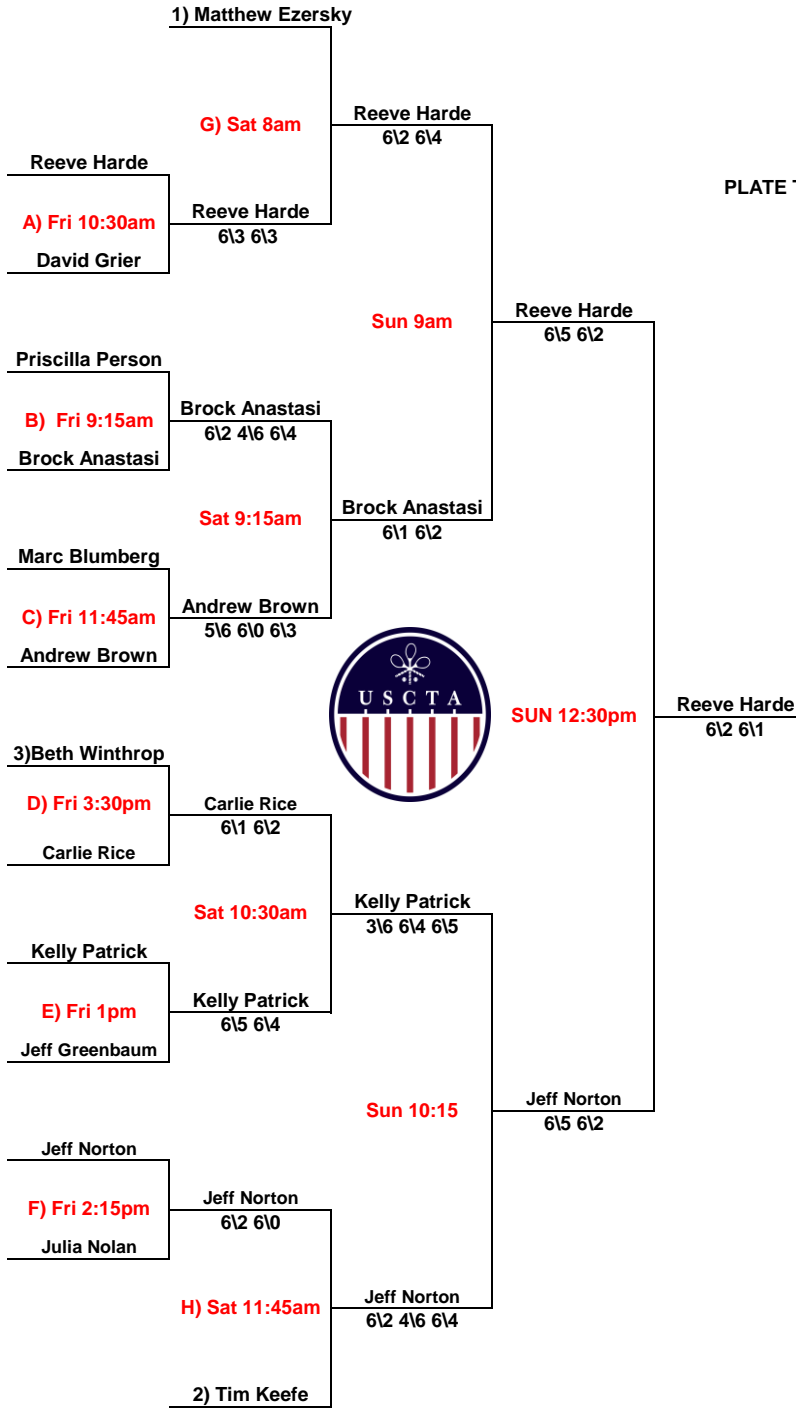 1) Matthew Ezersky
G) Sat 8am
Reeve Harde
6\2 6\4
Reeve Harde
PLATE T
A) Fri 10:30am
Reeve Harde
6\3 6\3
David Grier
Sun 9am
Reeve Harde
6\5 6\2
Priscilla Person
B) Fri 9:15am
Brock Anastasi
6\2 4\6 6\4
Brock Anastasi
Sat 9:15am
Brock Anastasi
6\1 6\2
Marc Blumberg
C) Fri 11:45am
Andrew Brown
5\6 6\0 6\3
Andrew Brown
USCTA
SUN 12:30pm
Reeve Harde
6\2 6\1
3)Beth Winthrop
D) Fri 3:30pm
Carlie Rice
6\1 6\2
Carlie Rice
Sat 10:30am
Kelly Patrick
3\6 6\4 6\5
Kelly Patrick
E) Fri 1pm
Kelly Patrick
6\5 6\4
Jeff Greenbaum
Sun 10:15
Jeff Norton
6\5 6\2
Jeff Norton
F) Fri 2:15pm
Jeff Norton
6\2 6\0
Julia Nolan
H) Sat 11:45am
Jeff Norton
6\2 4\6 6\4
2) Tim Keefe